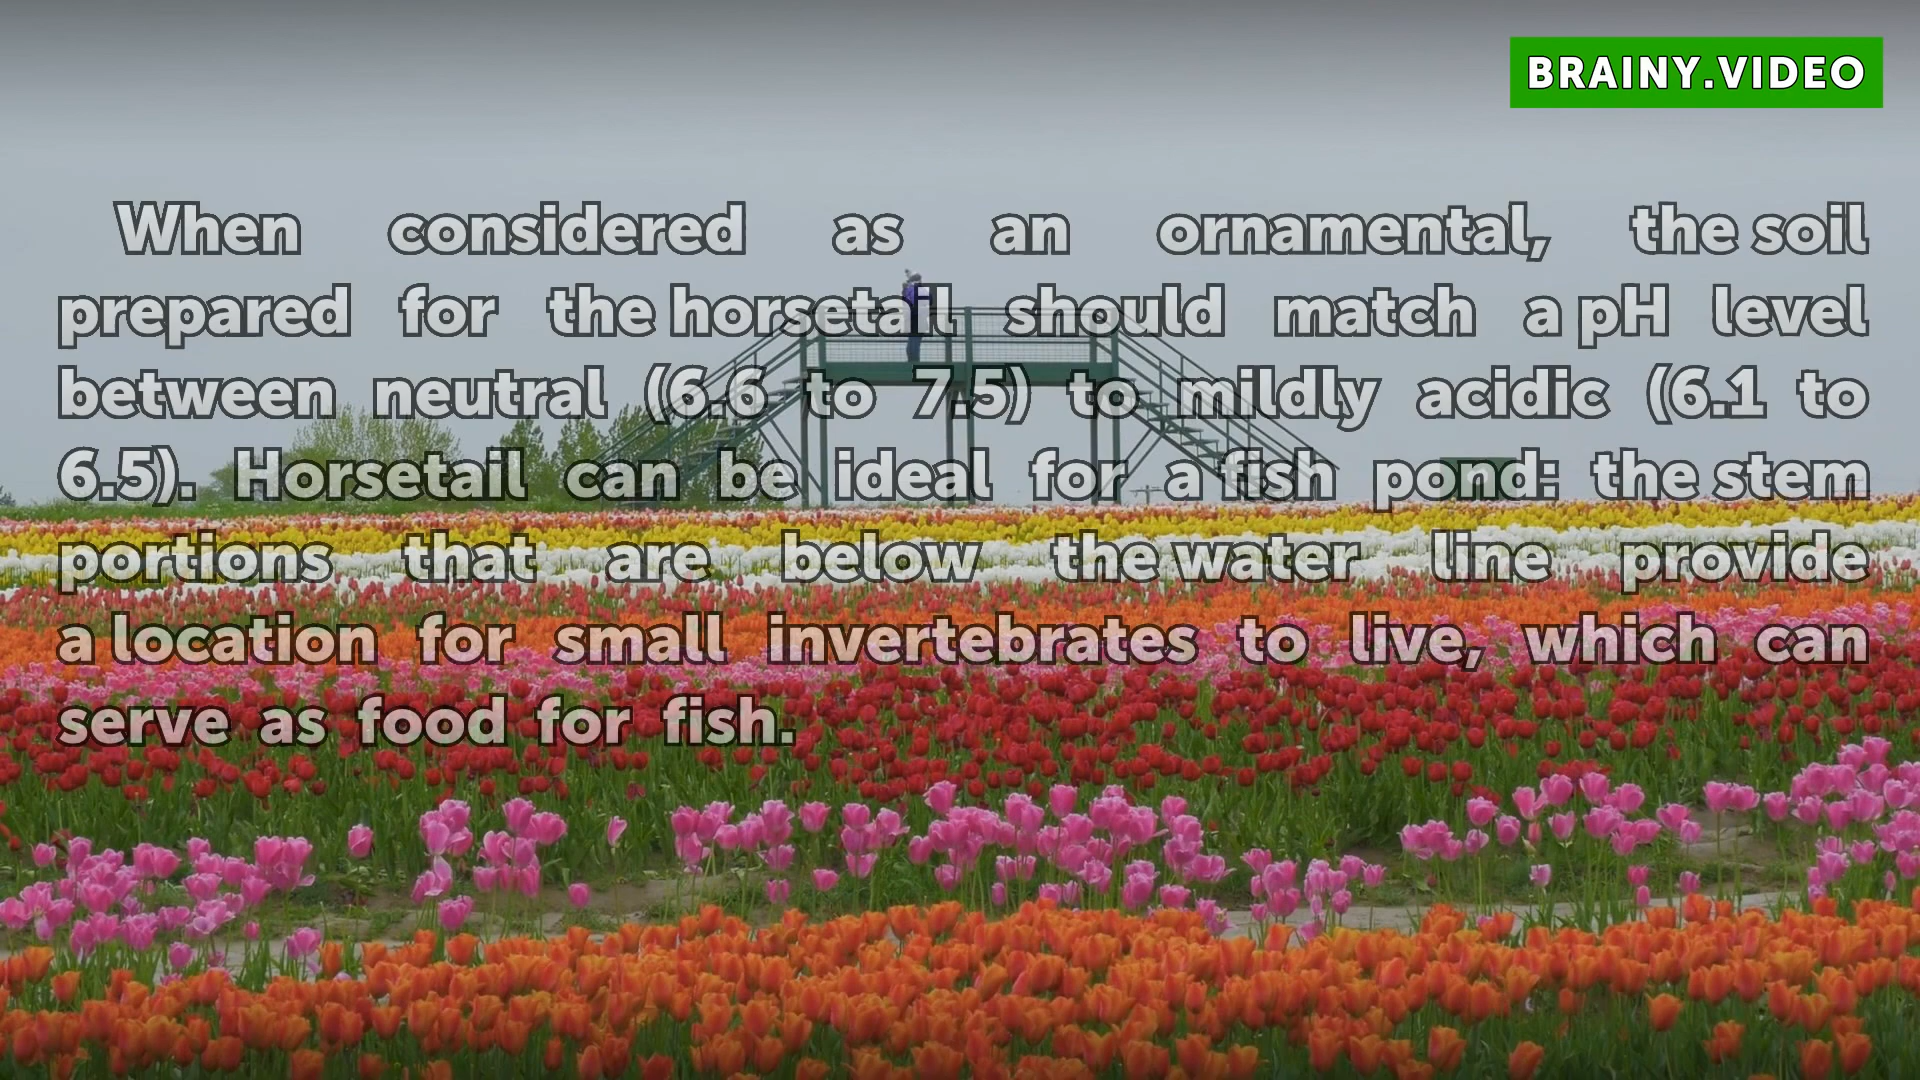 BRAINY.VIDEO
When considered as an ornamental, the soil
prepared for the horsetail should match a pH level
between neutral (6.6 to 7.5) to mildly acidic (6.1 to
6.5). Horsetail can be ideal for a fish pond: the stem
portions that are below the water line provide
a location for small invertebrates to live, which can
serve as food for fish.